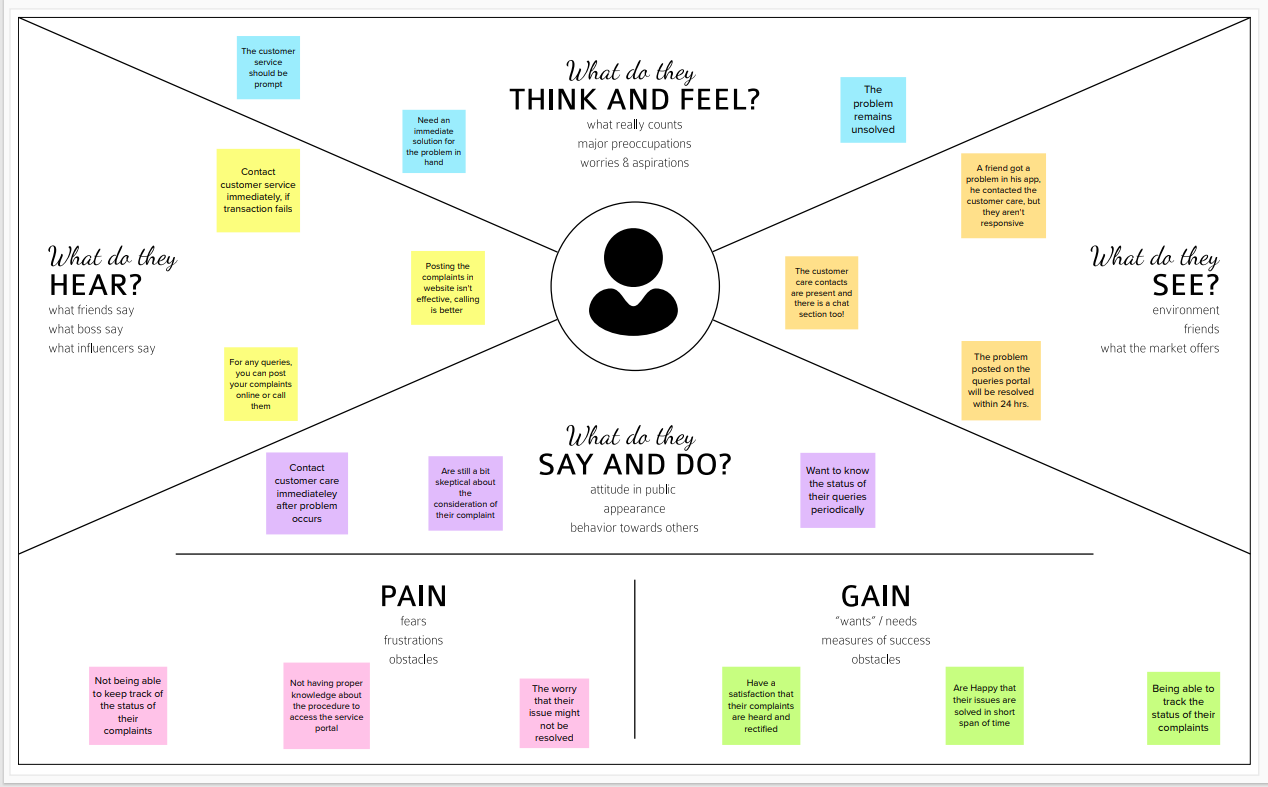 The customer
service
should be
prompt
Need an
immediate
solution for
the problem in
hand
What do they
THINK AND FEEL?
what really counts
major preoccupations
worries & aspirations
The
problem
remains
unsolved
Contact
customer service
immediately, if
transaction fails
What do they
HEAR?
what friends say
what boss say
what influencers say
Posting the
complaints in
website isn't
effective, calling
is better
For any queries,
you can post
your complaints
online or call
them
A friend got a
problem in his app,
he contacted the
customer care, but
they aren't
responsive
The customer
care contacts
are present and
there is a chat
section too!
What do they
SEE?
environment
friends
what the market offers
The problem
posted on the
queries portal
will be resolved
within 24 hrs.
What do they
SAY AND DO?
attitude in public
appearance
behavior towards others
Contact
customer care
immediateley
after problem
occurs
Are still a bit
skeptical about
the
consideration of
their complaint
Want to know
the status of
their queries
periodically
PAIN
fears
frustrations
obstacles
Not being able
to keep track of
the status of
their
complaints
Not having proper
knowledge about
the procedure to
access the service
portal
The worry
that their
issue might
not be
resolved
GAIN
“wants” / needs
measures of success
obstacles
Have a
satisfaction that
their complaints
are heard and
rectified
Are Happy that
their issues are
solved in short
span of time
Being able to
track the
status of their
complaints